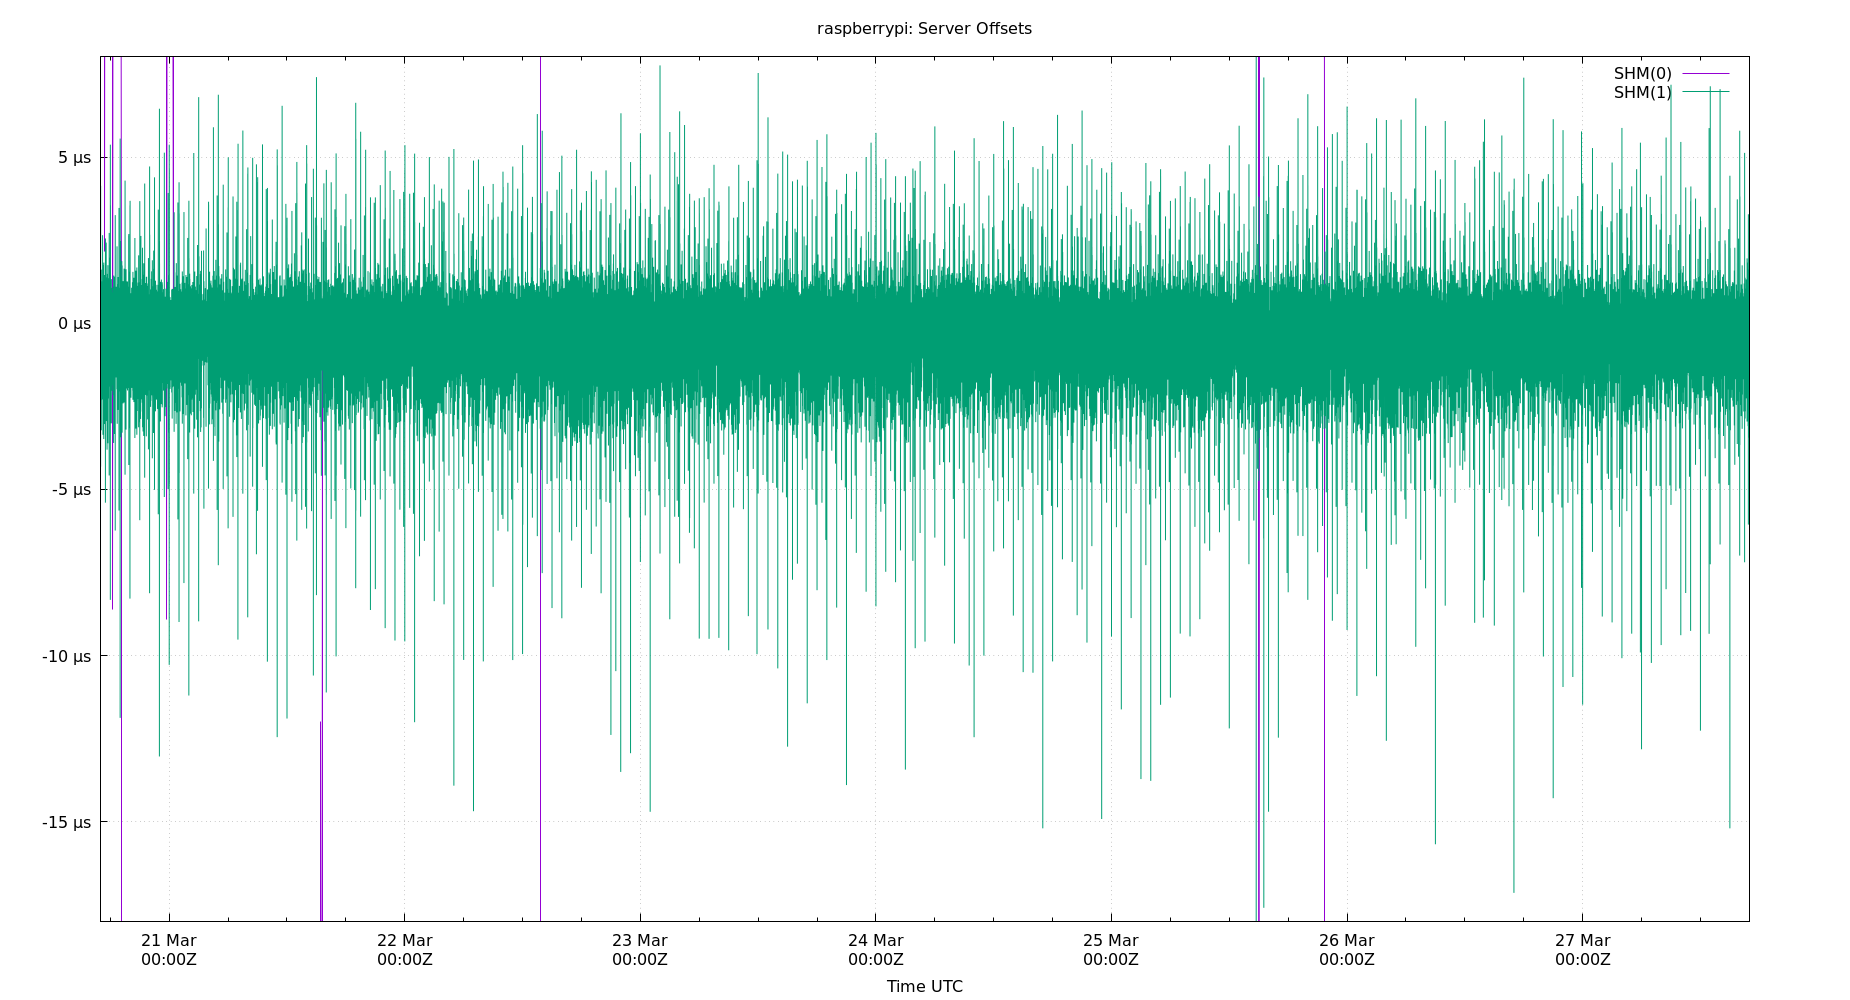 raspberrypi: Server Offsets
SHM(0)
SHM(1)
5 µs
0 µs
-5 µs
-10 µs
-15 µs
21 Mar 22 Mar 23 Mar 24 Mar 25 Mar 26 Mar 27 Mar
00:00Z 00:00Z 00:00Z 00:00Z 00:00Z 00:00Z 00:00Z
Time UTC